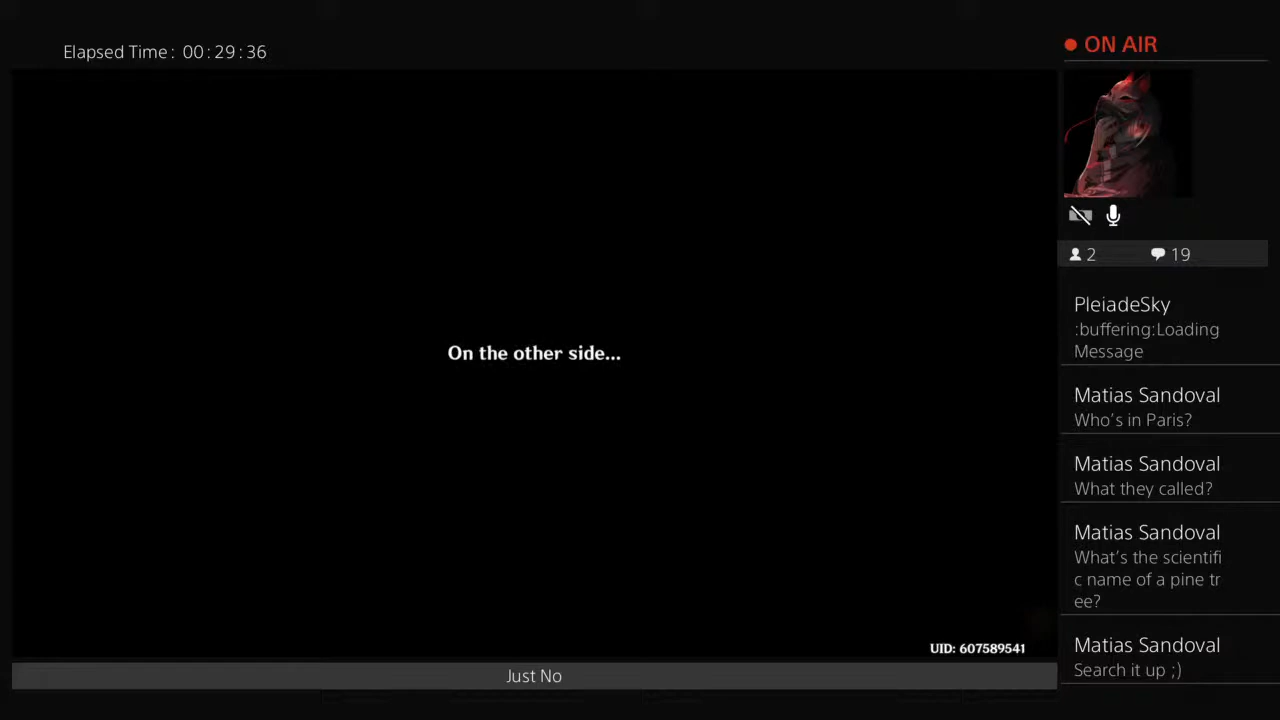 Elapsed Time: 00:29:36
ON AIR
2
19
PleiadeSky
:buffering:Loading
Message
Matias Sandoval
Who's in Paris?
Matias Sandoval
What they called?
Matias Sandoval
What's the scientifi
c name of a pine tr
ee?
Matias Sandoval
Search it up ;)
On the other side...
UID: 607589541
Just No